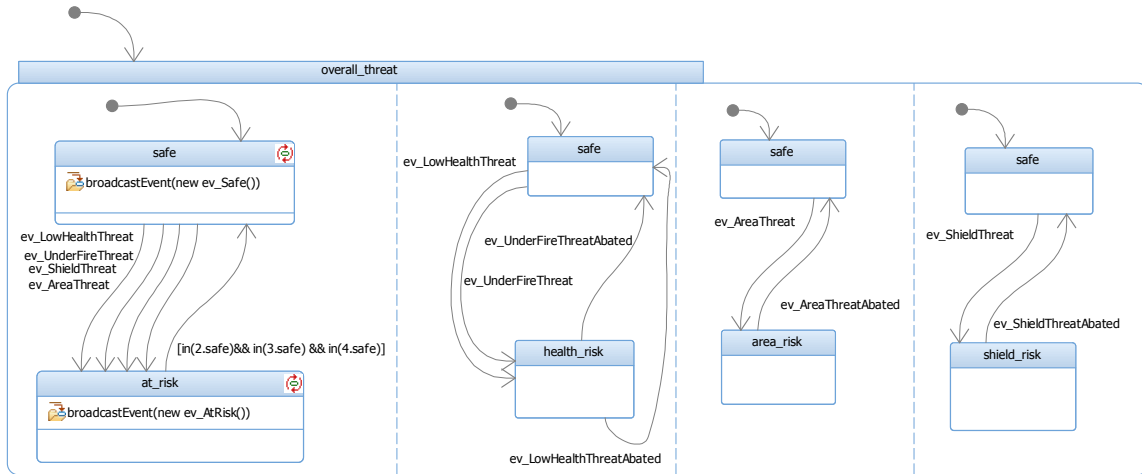 overall_threat
safe
broadcastEvent(new ev_Safe())
ev_LowHealthThreat
ev_UnderFireThreat
ev_ShieldThreat
ev_AreaThreat
[in(2.safe)&& in(3.safe) && in(4.safe)]
at_risk
broadcastEvent(new ev_AtRisk())
safe
ev_LowHealthThreat
ev_UnderFireThreatAbated
ev_UnderFireThreat
health_risk
ev_LowHealthThreatAbated
safe
ev_AreaThreat
ev_AreaThreatAbated
area_risk
safe
ev_ShieldThreat
ev_ShieldThreatAbated
shield_risk